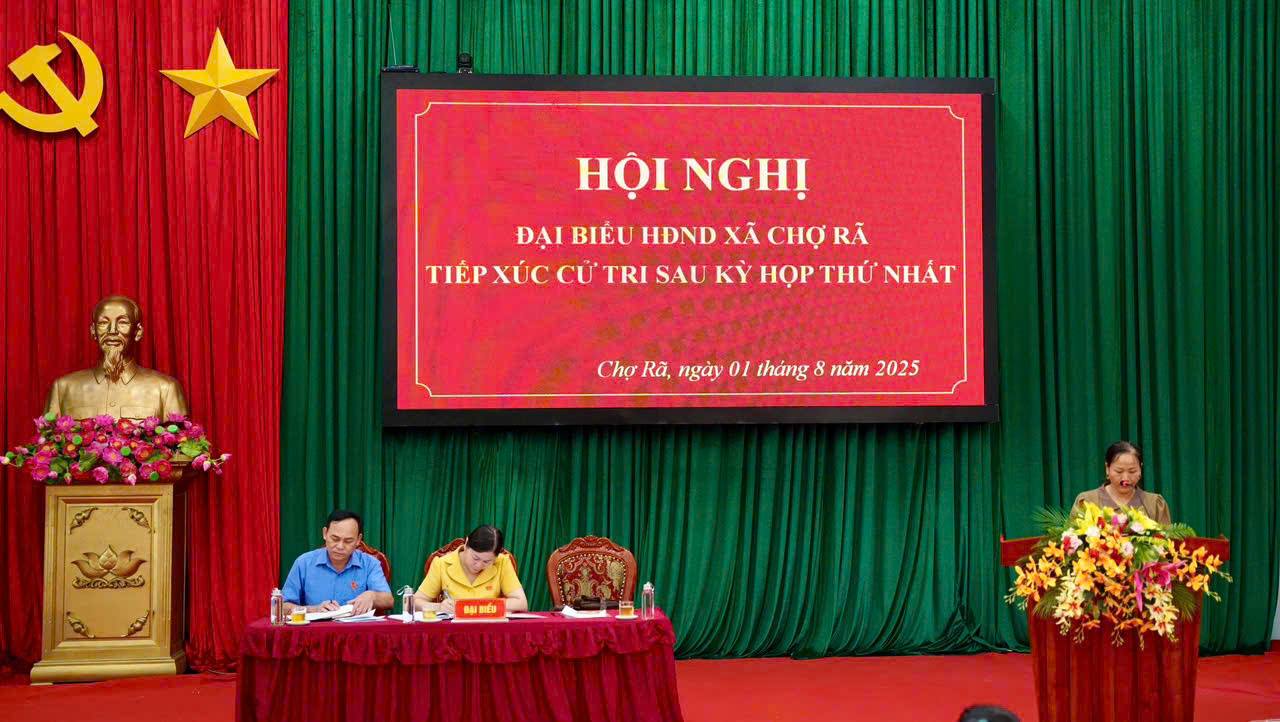 HỘI NGHỊ
ĐẠI BIỂU HĐND XÃ CHỢ RÃ
TIẾP XÚC CỬ TRI SAU KỲ HỌP THỨ NHẤT
Chợ Rã, ngày 01 tháng 8 năm 2025
ĐẠI BIỂU